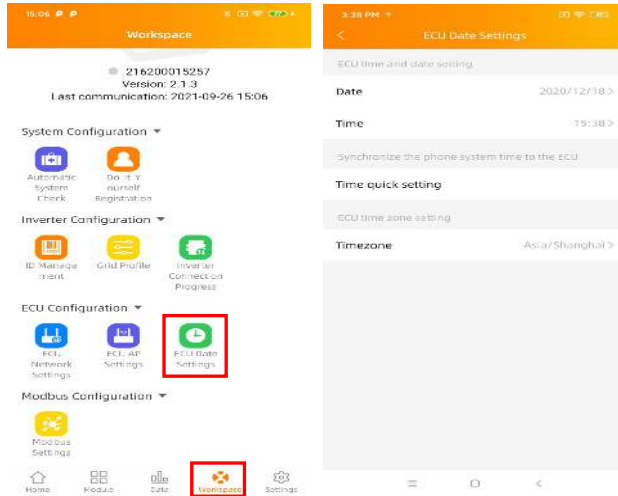 15:06
Workspace
216200015257
Version: 2.1.3
Last communication: 2021-09-26 15:06
System Configuration
Automatic
System
Check
Do It Y
ourself
Registration
Inverter Configuration
ID Manage
ment
Grid Profile
Inverter
Connection
Progress
ECU Configuration
ECU
Network
Settings
ECU AP
Settings
ECU Date
Settings
Modbus Configuration
Modbus
Settings
Home
Module
Data
Workspace
Settings
3:38 PM
ECU Date Settings
ECU time and date setting
Date
2020/12/18 >
Time
15:38 >
Synchronize the phone system time to the ECU
Time quick setting
ECU time zone setting
Timezone
Asia/Shanghai >